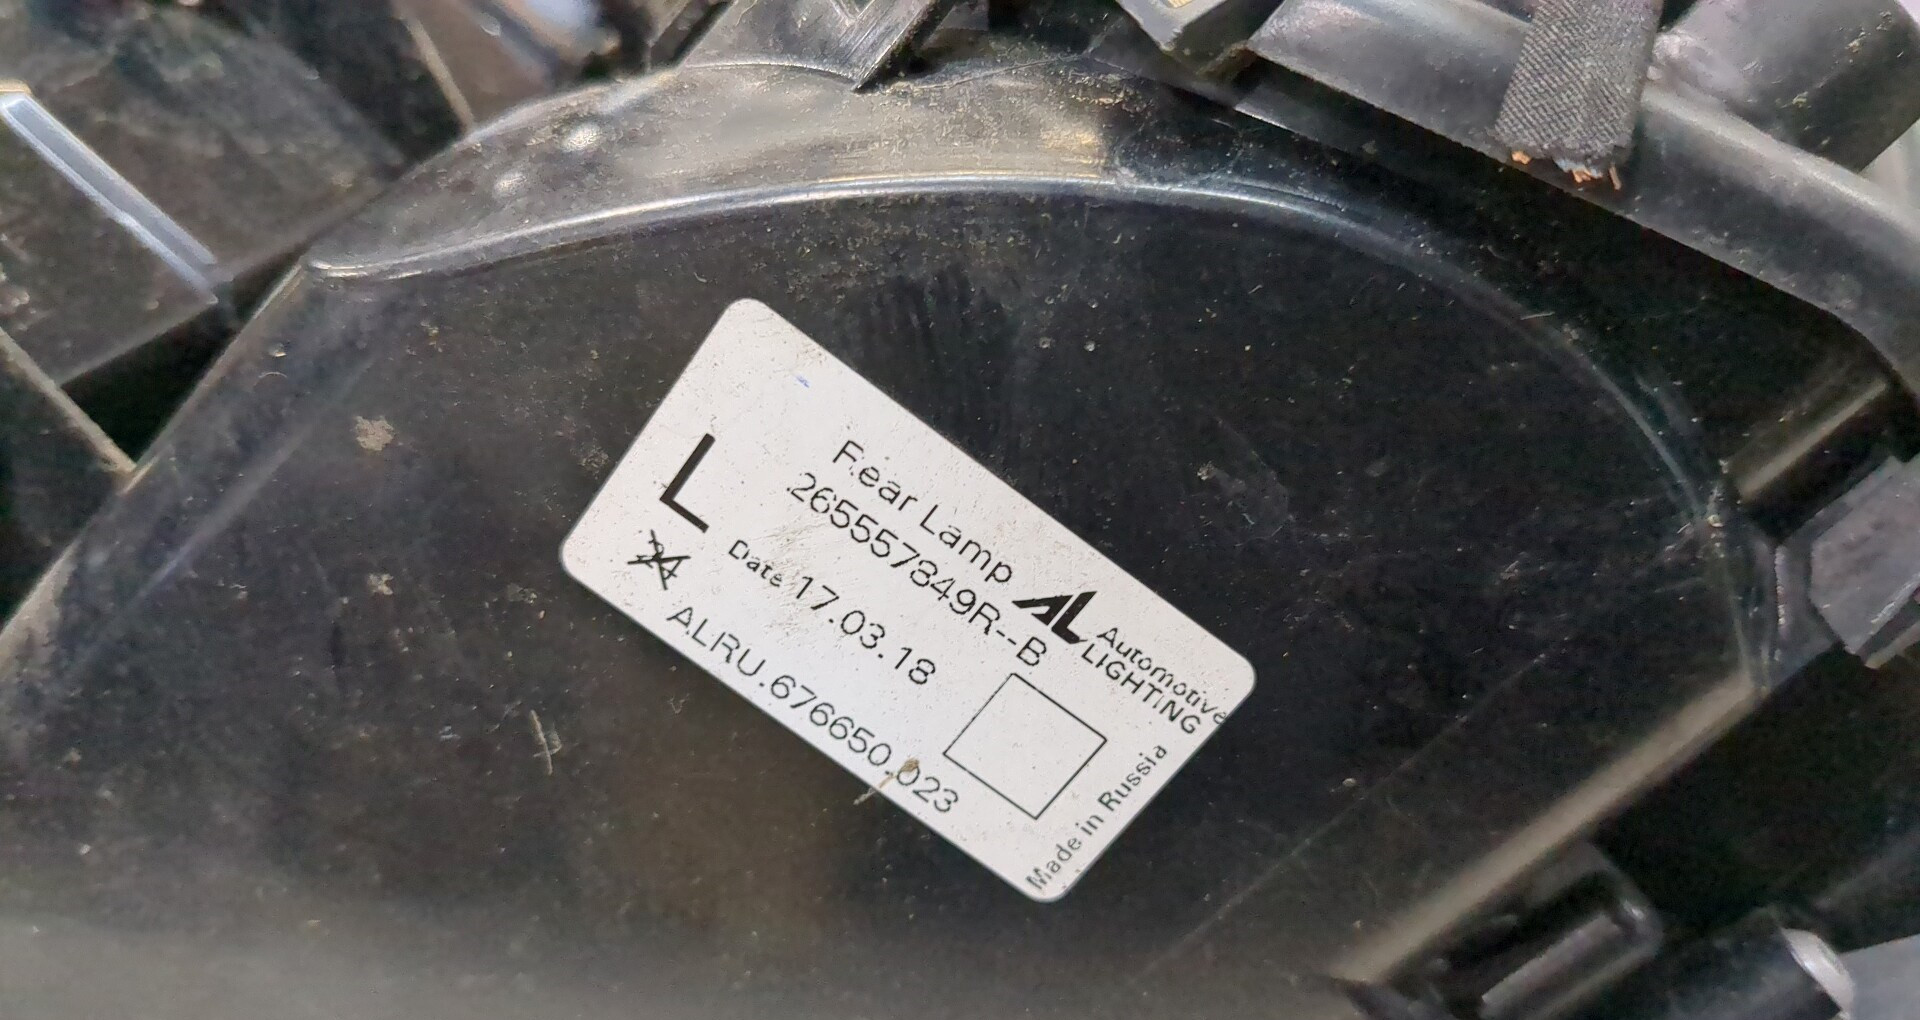 Rear Lamp
265557849R--B
L
Date 17.03.18
ALRU.676650.023
AL Automotive
LIGHTING
Made in Russia